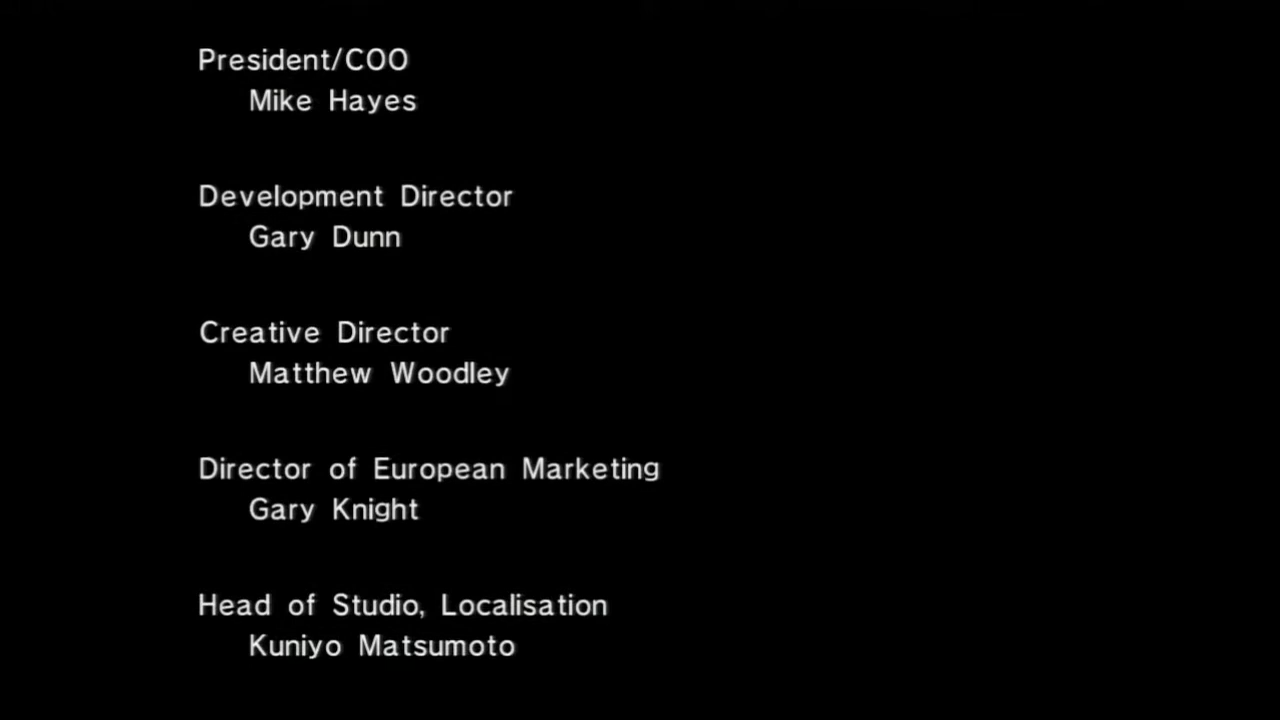 President/COO
Mike Hayes
Development Director
Gary Dunn
Creative Director
Matthew Woodley
Director of European Marketing
Gary Knight
Head of Studio, Localisation
Kuniyo Matsumoto